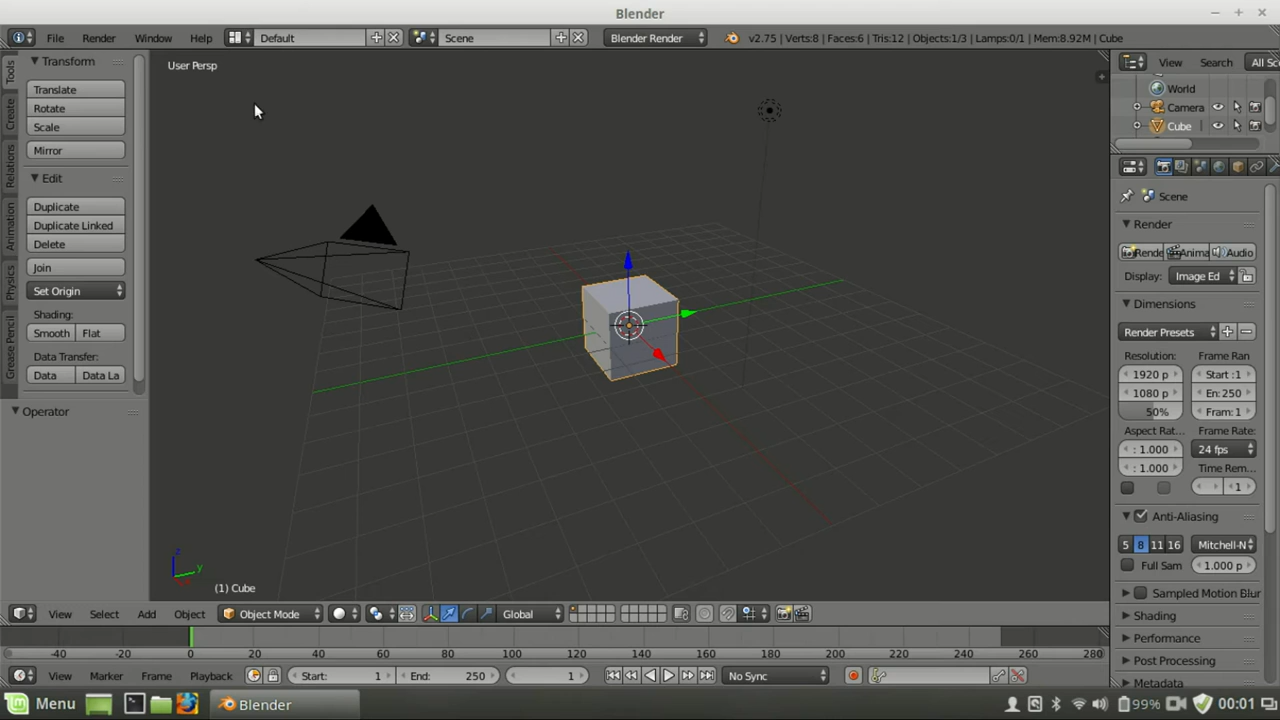 Blender
File Render Window Help Default Scene Blender Render v2.75 | Verts:8 | Faces:6 | Tris:12 | Objects:1/3 | Lamps:0/1 | Mem:8.92M | Cube
Tools
Create
Relations
Animation
Physics
Grease Pencil
Transform
Translate
Rotate
Scale
Mirror
Edit
Duplicate
Duplicate Linked
Delete
Join
Set Origin
Shading:
Smooth Flat
Data Transfer:
Data Data La
Operator
User Persp
z
y
(1) Cube
View Select Add Object Object Mode Global
View Search All Sc
World
Camera
Cube
Scene
Render
Rende Anima Audio
Display: Image Ed
Dimensions
Render Presets
Resolution: Frame Ran
1920 p Start :1
1080 p En: 250
50% Fram: 1
Aspect Rat... Frame Rate:
: 1.000 24 fps
: 1.000 Time Rem...
1
Anti-Aliasing
5 8 11 16 Mitchell-N
Full Sam 1.000 p
Sampled Motion Blur
Shading
Performance
Post Processing
Metadata
-40 -20 0 20 40 60 80 100 120 140 160 180 200 220 240 260 280
View Marker Frame Playback Start: 1 End: 250 1 No Sync
Menu Blender 99% 00:01